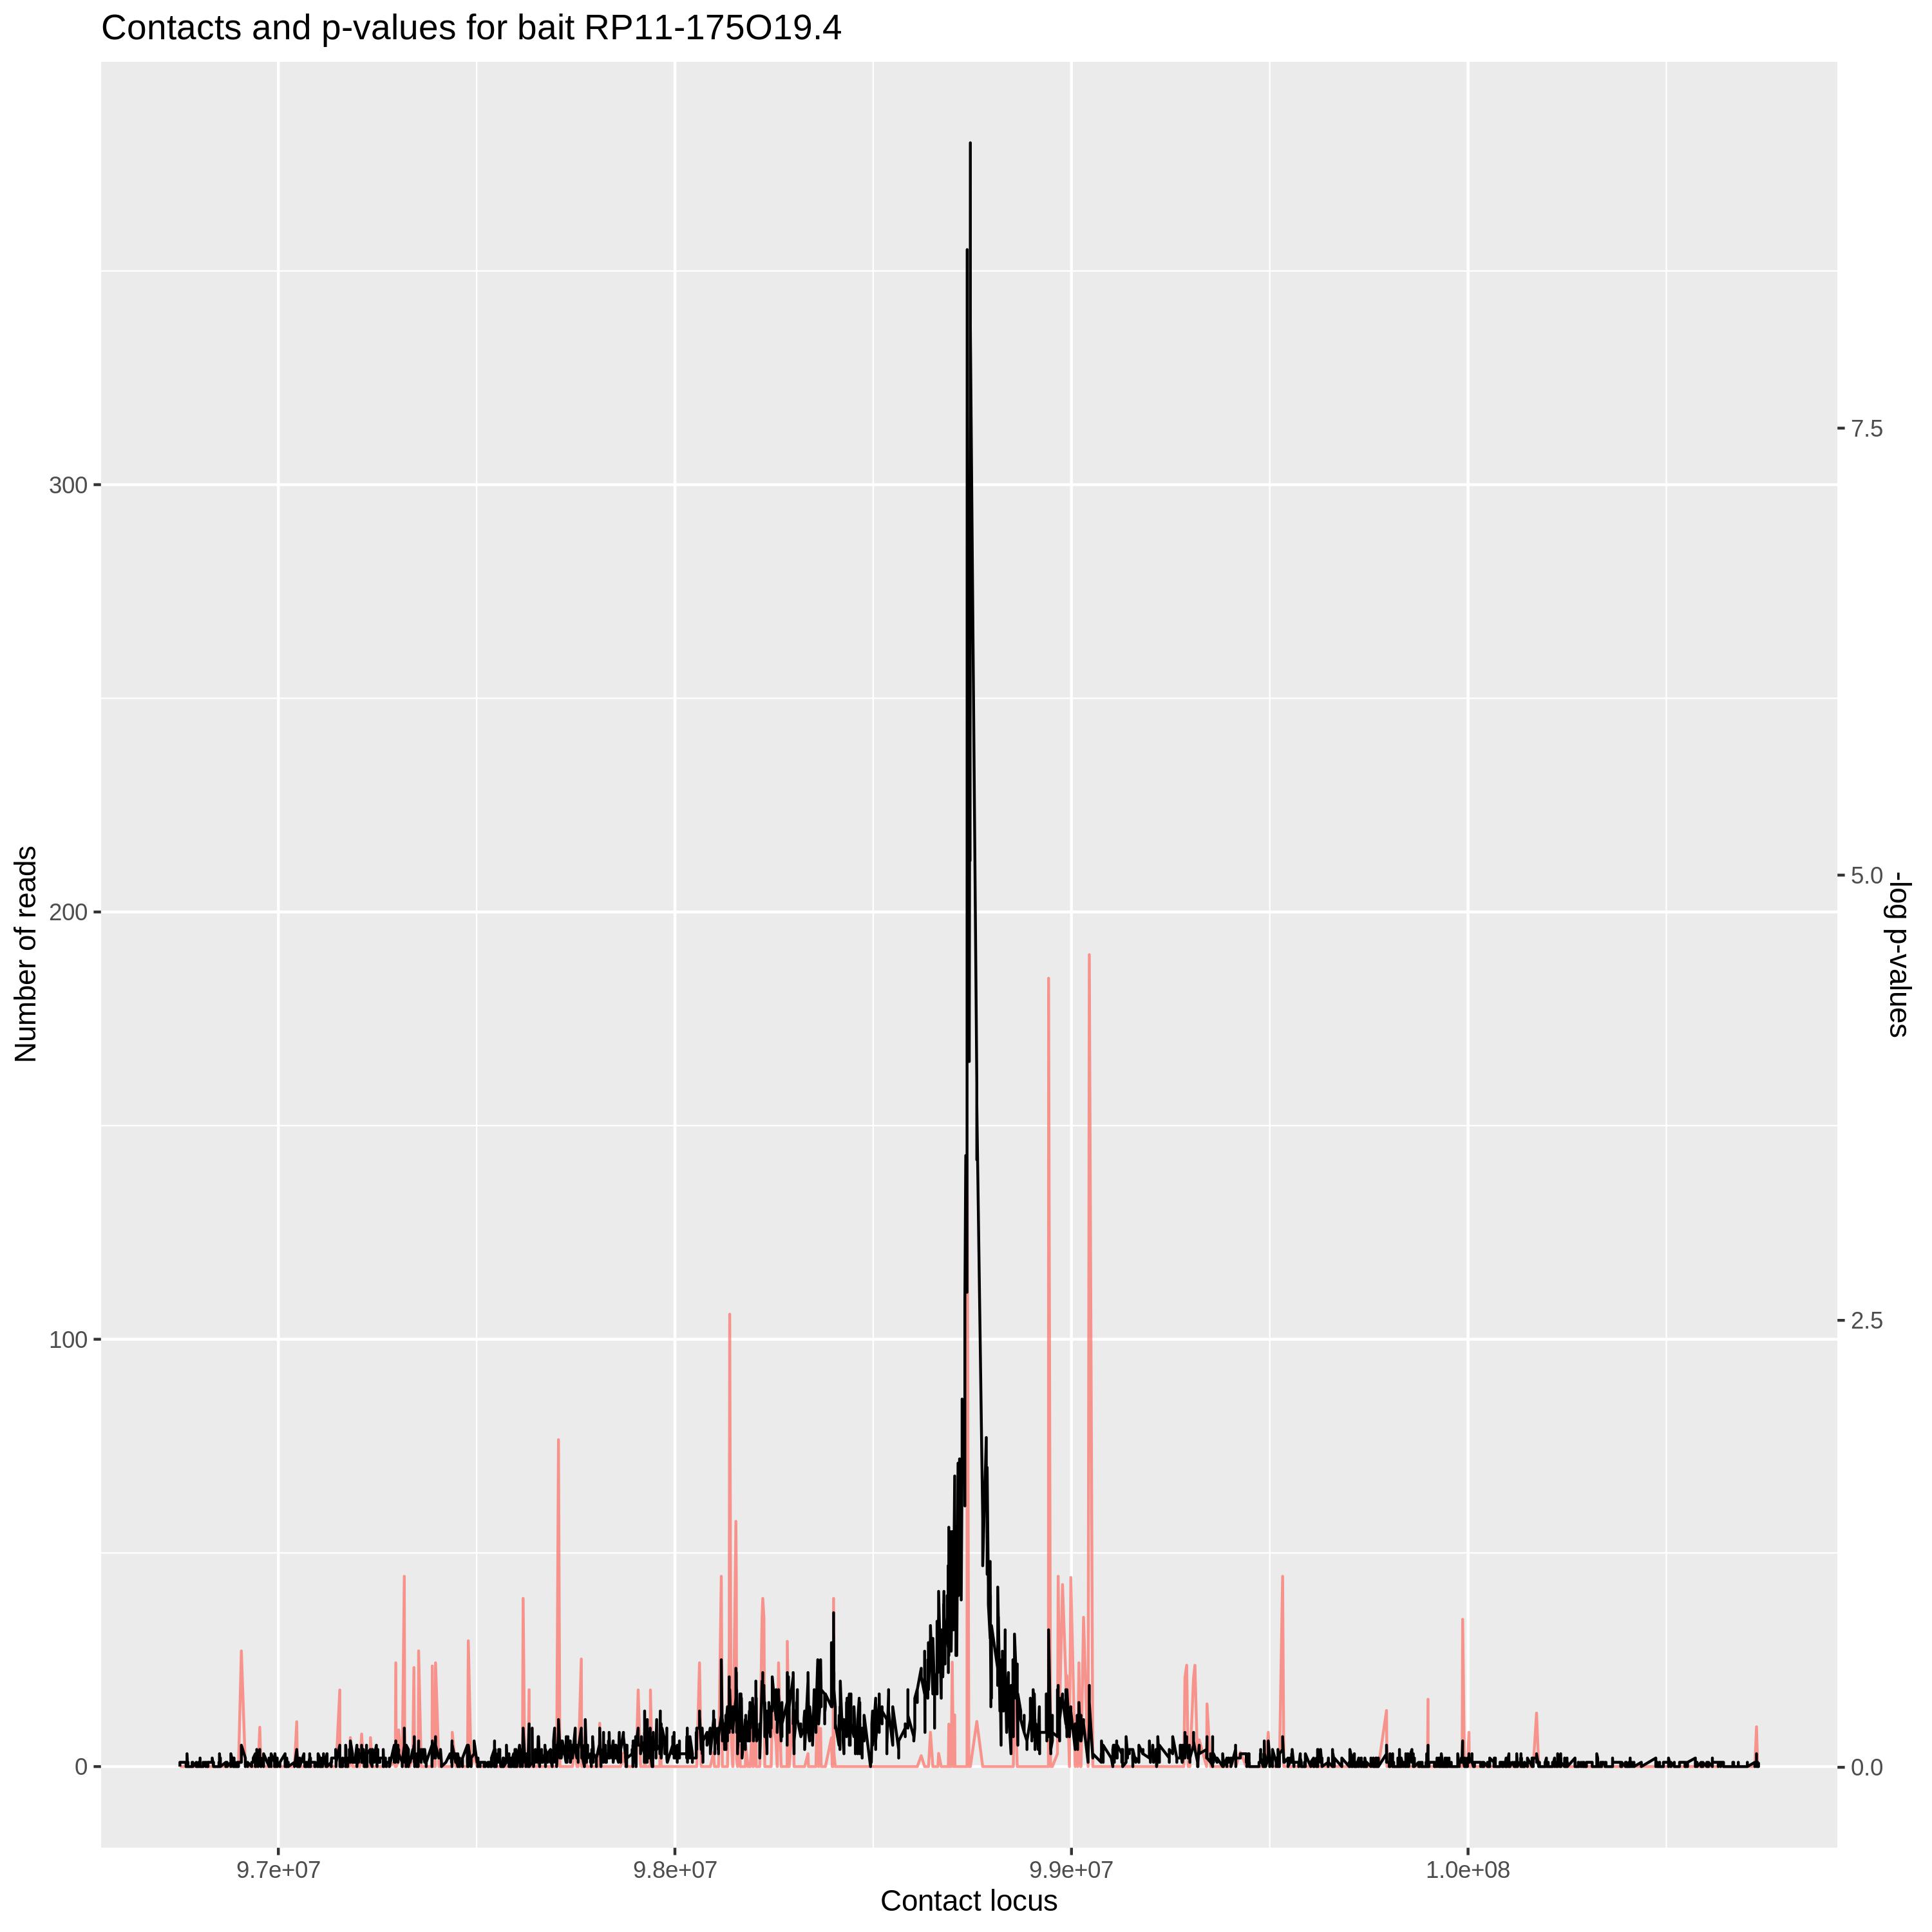 Contacts and p-values for bait RP11-175O19.4
300
200
100
0
7.5
5.0
2.5
0.0
Number of reads
-log p-values
9.7e+07 9.8e+07 9.9e+07 1.0e+08
Contact locus